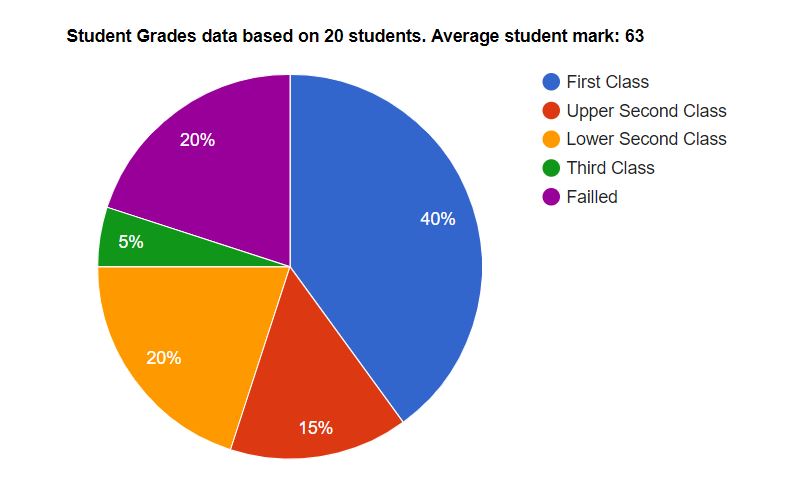 Student Grades data based on 20 students. Average student mark: 63
First Class
Upper Second Class
Lower Second Class
Third Class
Failled
20%
40%
5%
20%
15%